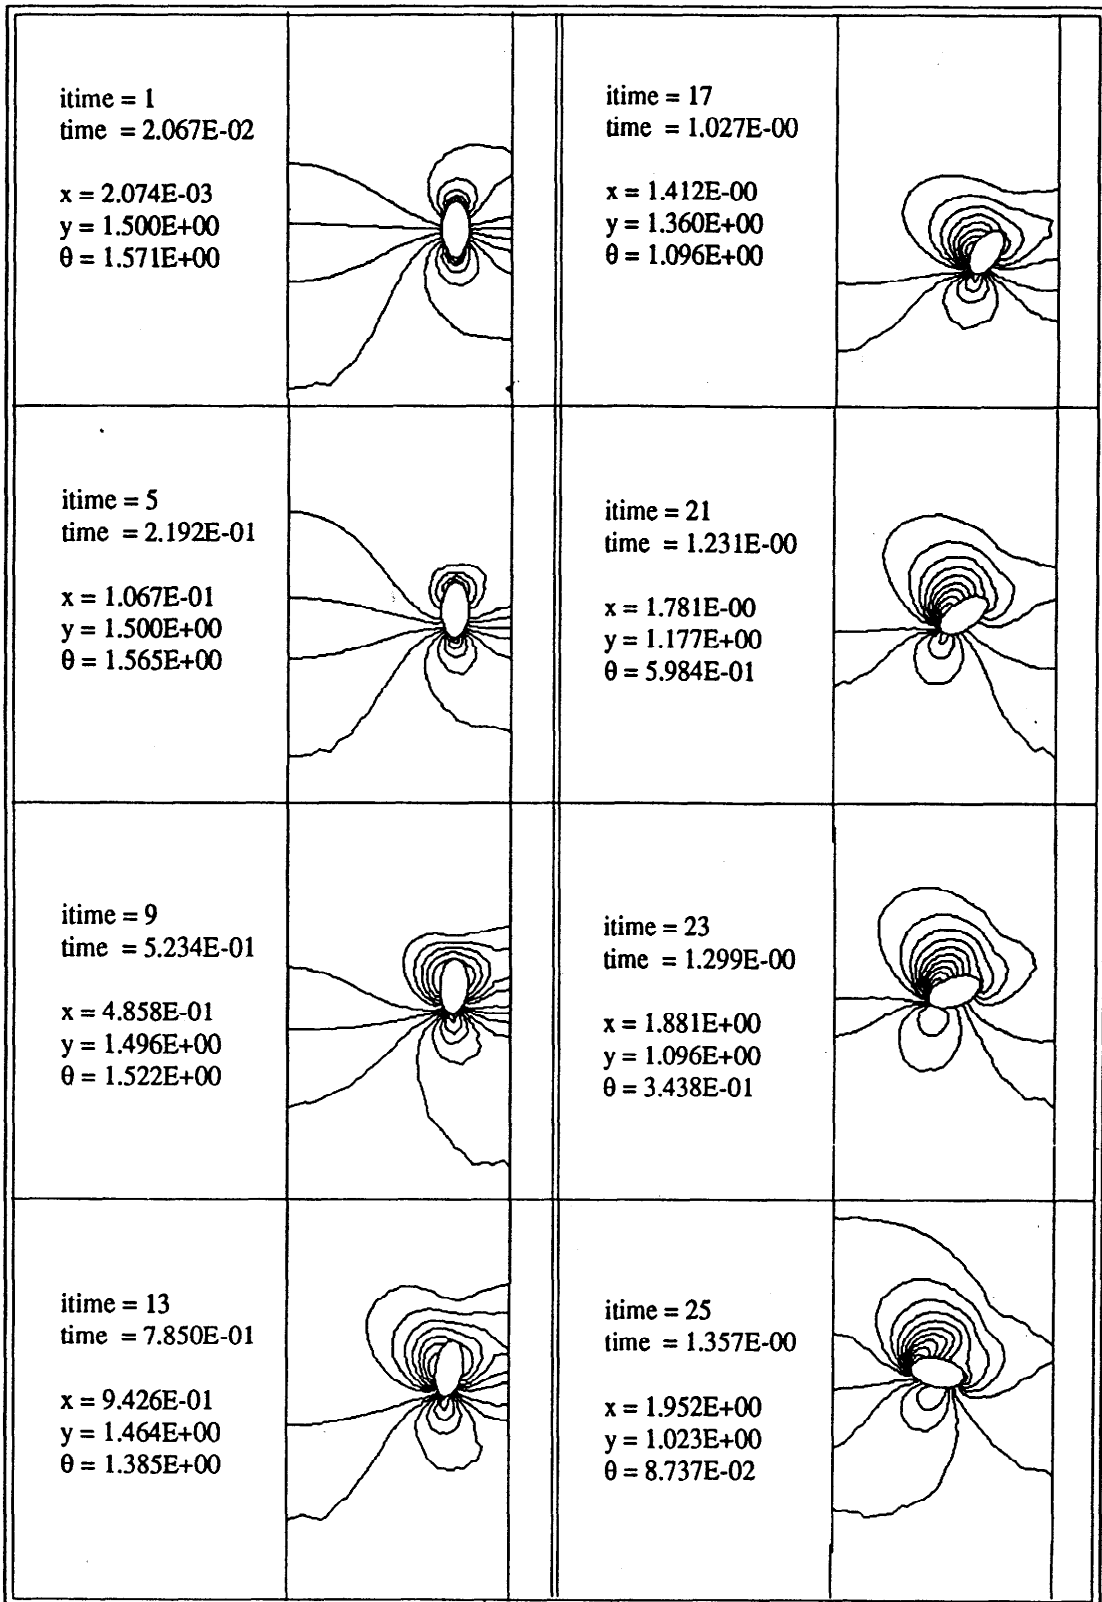 itime = 1
time = 2.067E-02
x = 2.074E-03
y = 1.500E+00
θ = 1.571E+00
itime = 5
time = 2.192E-01
x = 1.067E-01
y = 1.500E+00
θ = 1.565E+00
itime = 9
time = 5.234E-01
x = 4.858E-01
y = 1.496E+00
θ = 1.522E+00
itime = 13
time = 7.850E-01
x = 9.426E-01
y = 1.464E+00
θ = 1.385E+00
itime = 17
time = 1.027E-00
x = 1.412E-00
y = 1.360E+00
θ = 1.096E+00
itime = 21
time = 1.231E-00
x = 1.781E-00
y = 1.177E+00
θ = 5.984E-01
itime = 23
time = 1.299E-00
x = 1.881E+00
y = 1.096E+00
θ = 3.438E-01
itime = 25
time = 1.357E-00
x = 1.952E+00
y = 1.023E+00
θ = 8.737E-02